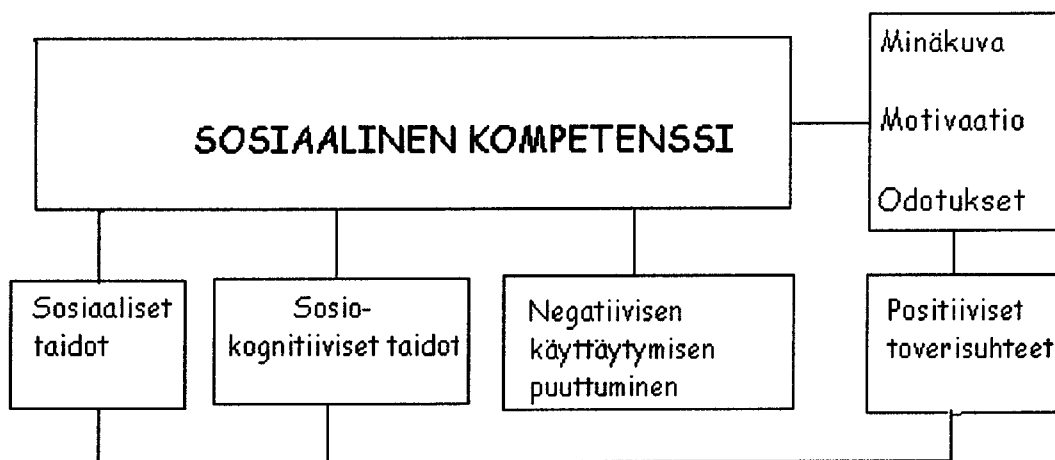 SOSIAALINEN KOMPETENSSI
Minäkuva
Motivaatio
Odotukset
Sosiaaliset
taidot
Sosio-
kognitiiviset taidot
Negatiivisen
käyttäytymisen
puuttuminen
Positiiviset
toverisuhteet